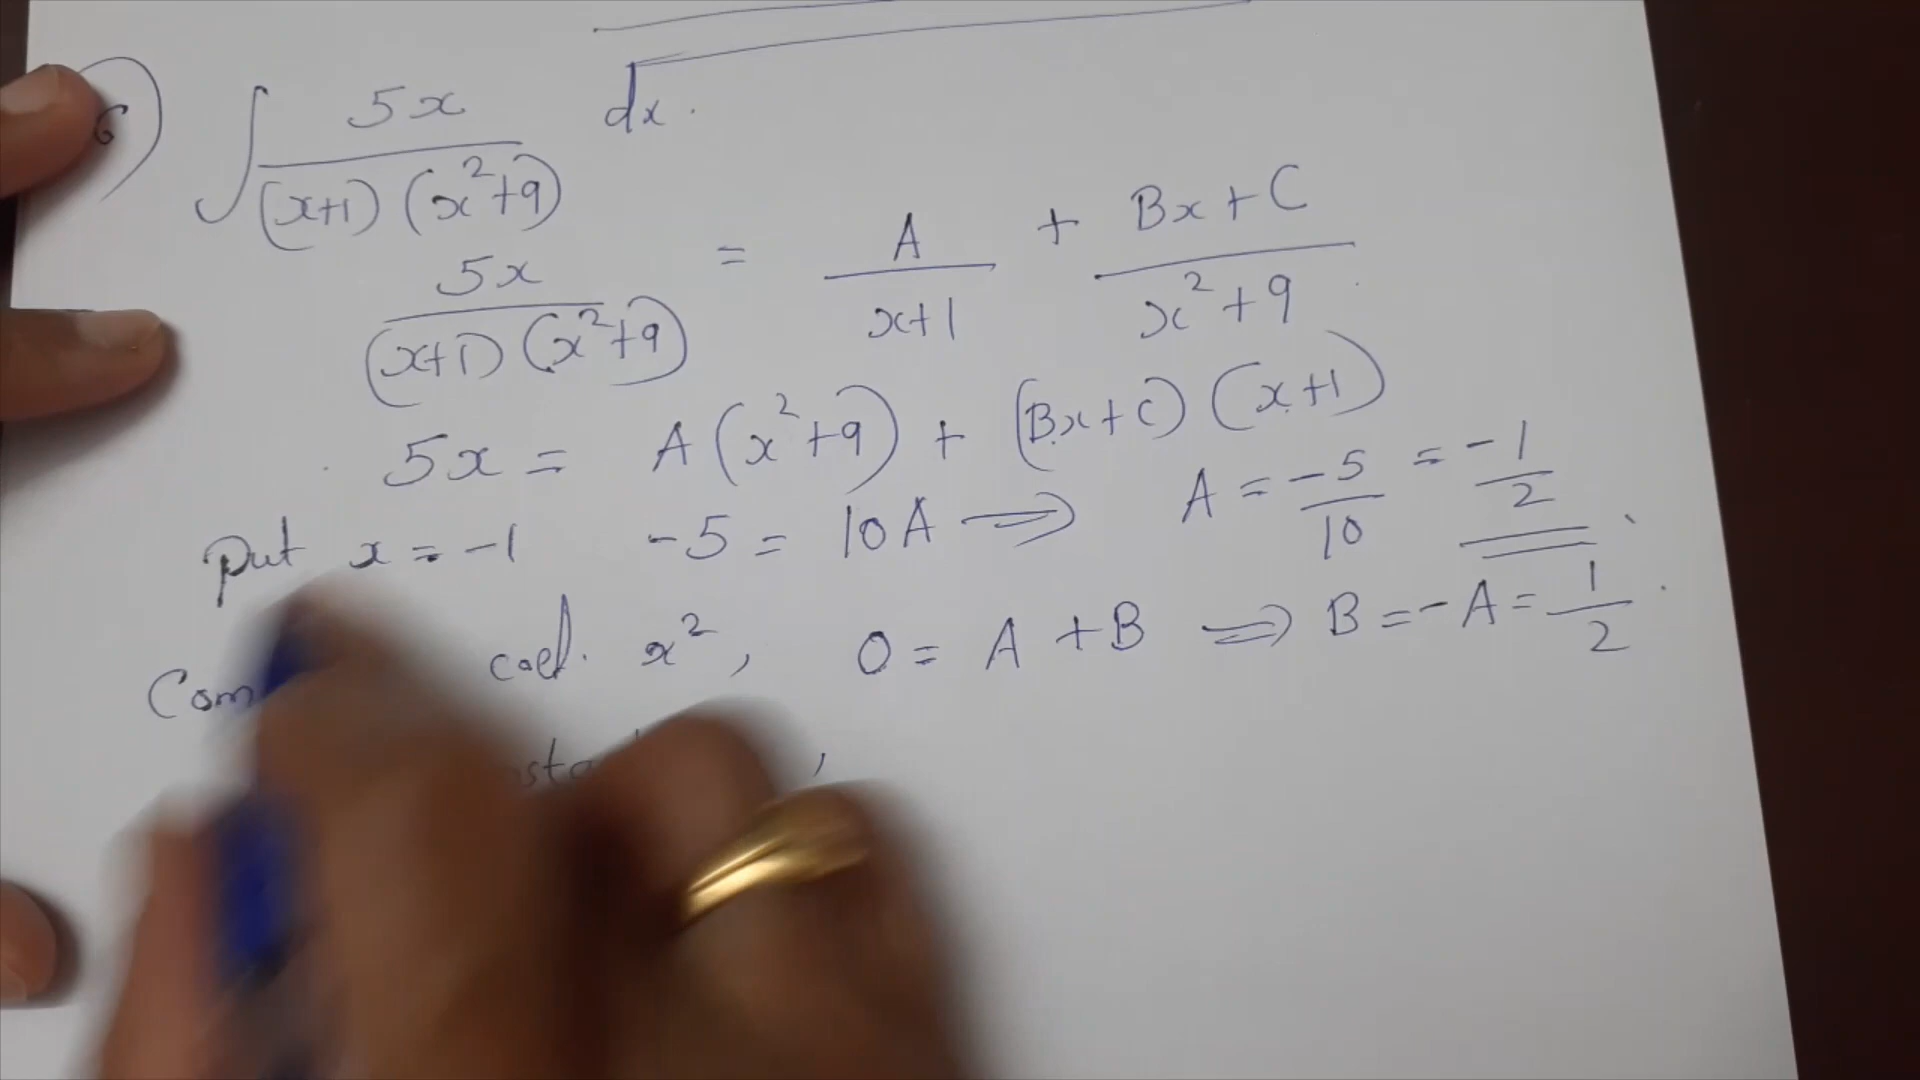 6) ∫ 5x / (x+1) (x²+9) dx.
5x / (x+1) (x²+9) = A / x+1 + Bx+C / x²+9
5x = A (x²+9) + (Bx+C) (x+1)
put x = -1 -5 = 10A ⟹ A = -5/10 = -1/2
coef. x², 0 = A + B ⟹ B = -A = 1/2
,